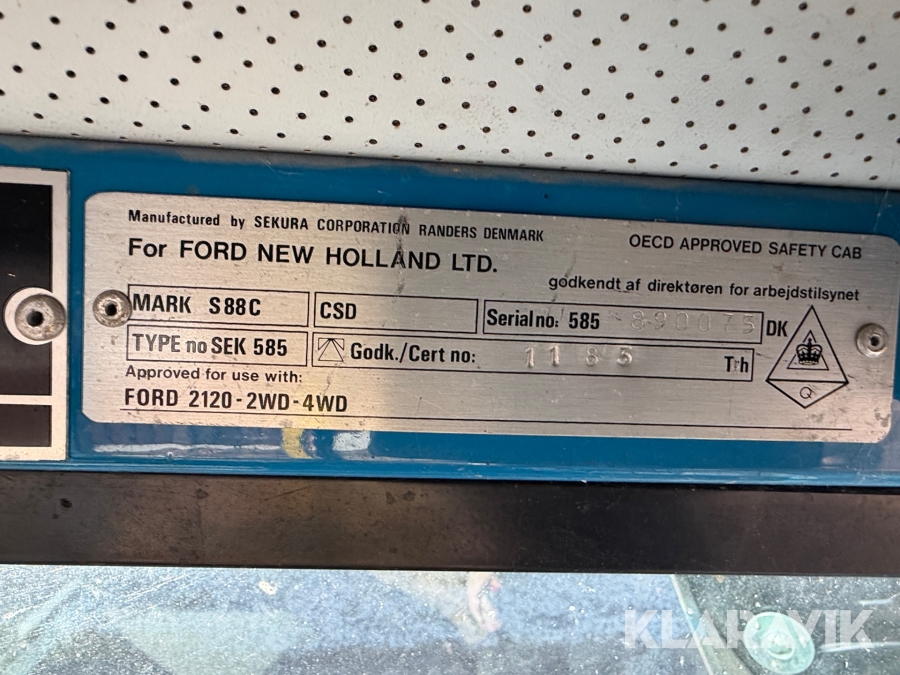 Manufactured by SEKURA CORPORATION RANDERS DENMARK
OECD APPROVED SAFETY CAB
For FORD NEW HOLLAND LTD.
godkendt af direktøren for arbejdstilsynet
MARK S88C
CSD
Serial no: 585 890073 DK
TYPE no SEK 585
Godk./Cert no: 1185 Trh
Q
Approved for use with:
FORD 2120-2WD-4WD
KLARAVIK